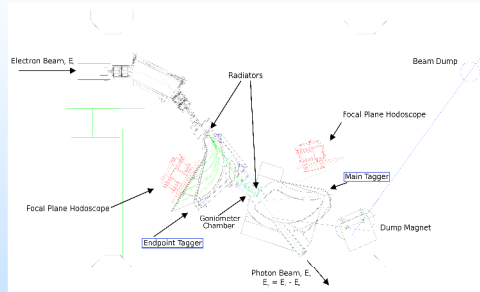 Electron Beam, E
Radiators
Beam Dump
Focal Plane Hodoscope
Main Tagger
Focal Plane Hodoscope
Goniometer
Chamber
Endpoint Tagger
Dump Magnet
Photon Beam, E
E = E - E